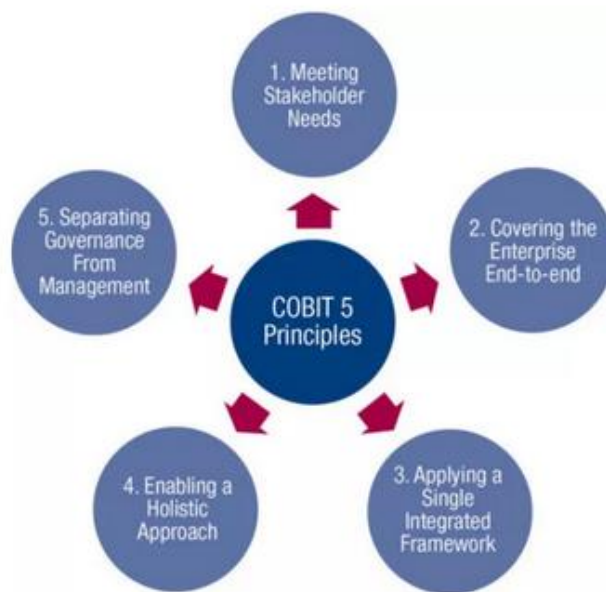 1. Meeting
Stakeholder
Needs
2. Covering the
Enterprise
End-to-end
3. Applying a
Single
Integrated
Framework
4. Enabling a
Holistic
Approach
5. Separating
Governance
From
Management
COBIT 5
Principles